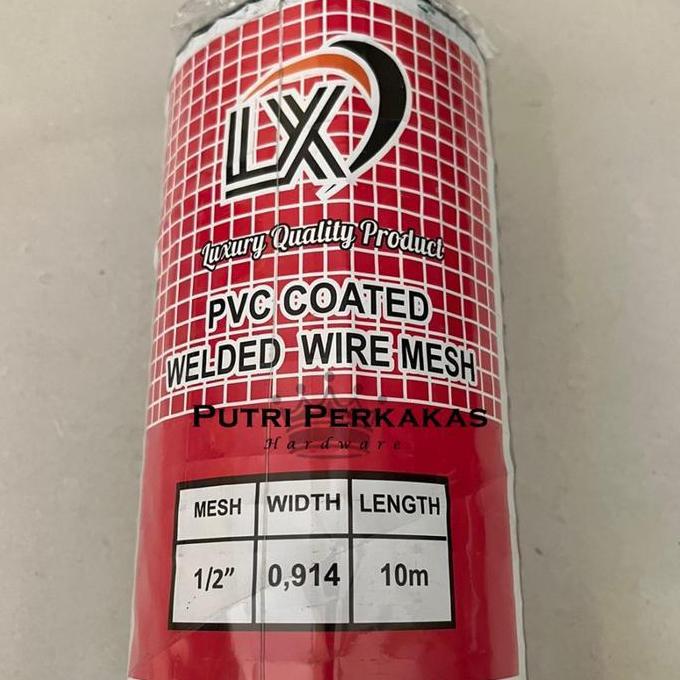 LX
Luxury Quality Product
PVC COATED
WELDED WIRE MESH
PUTRI PERKAKAS
Hardware
MESH WIDTH LENGTH
1/2” 0,914 10m